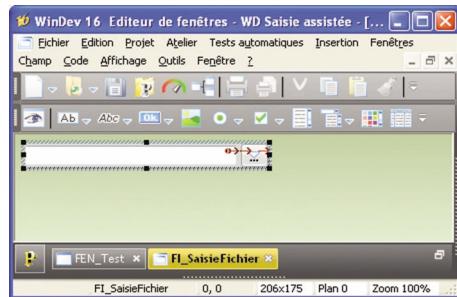 WinDev 16 Editeur de fenêtres - WD Saisie assistée - [...
Fichier Edition Projet Atelier Tests automatiques Insertion Fenêtres
Champ Code Affichage Outils Fenêtre ?
Ab Abc Ok
...
FEN_Test × FI_SaisieFichier ×
FI_SaisieFichier 0, 0 206x175 Plan 0 Zoom 100%